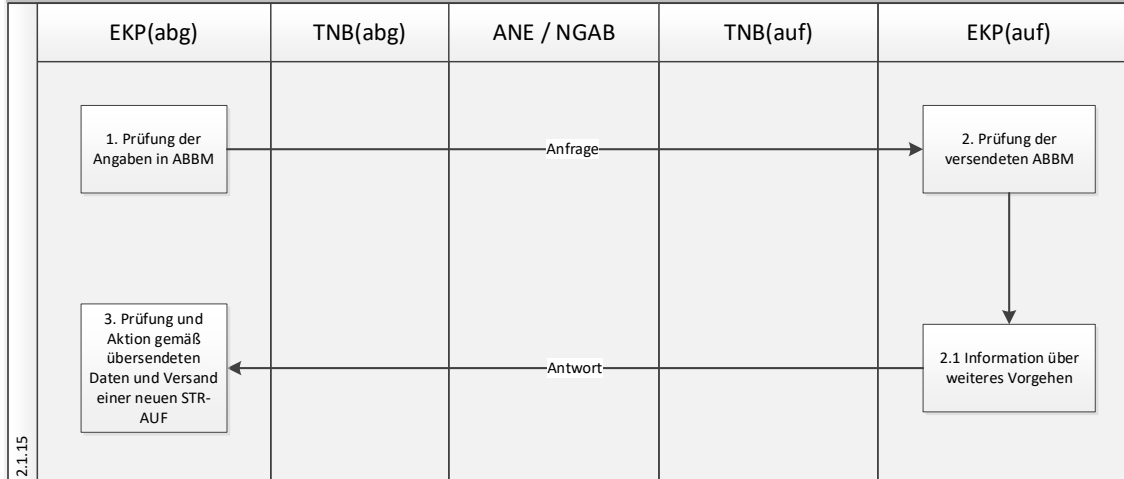 EKP(abg)
TNB(abg)
ANE / NGAB
TNB(auf)
EKP(auf)
1. Prüfung der
Angaben in ABBM
Anfrage
2. Prüfung der
versendeten ABBM
3. Prüfung und
Aktion gemäß
übersendeten
Daten und Versand
einer neuen STR-
AUF
Antwort
2.1 Information über
weiteres Vorgehen
2.1.15